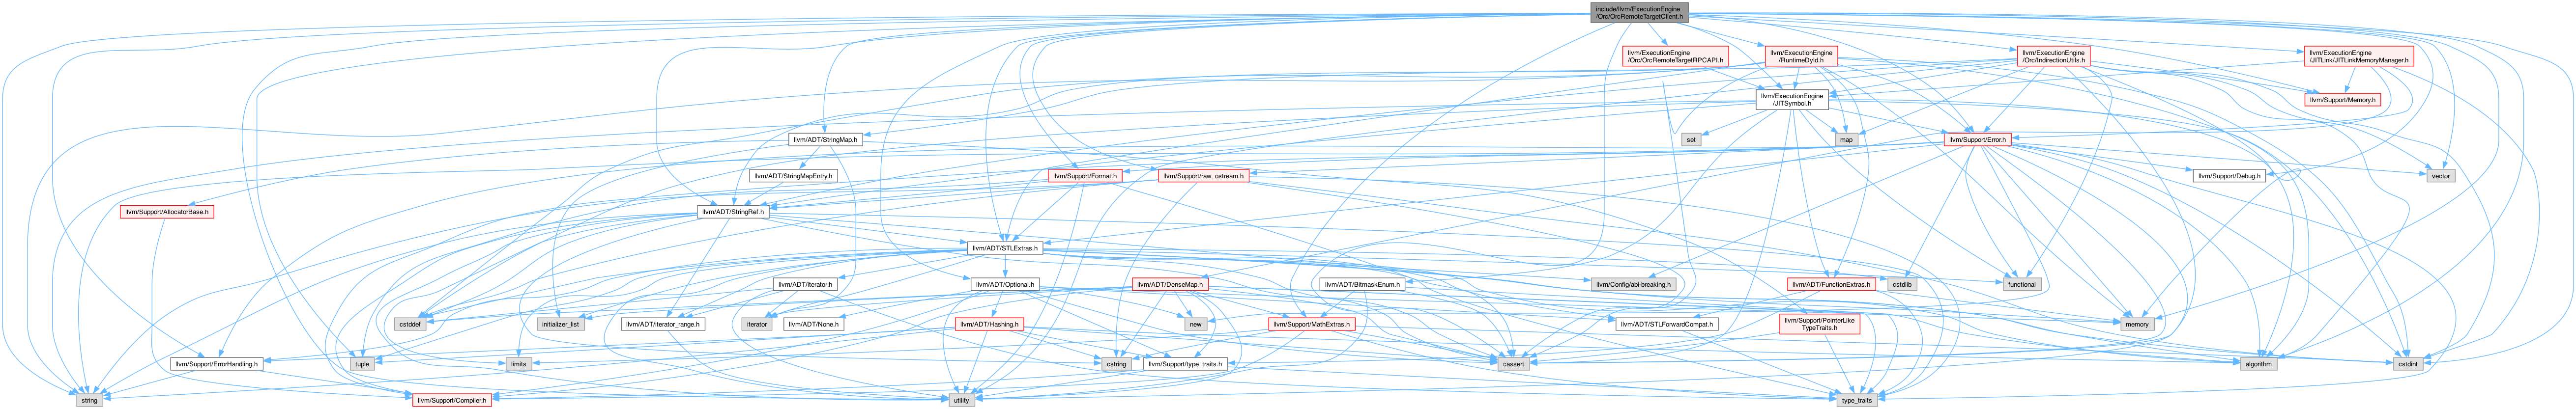 include/llvm/ExecutionEngine
/Orc/OrcRemoteTargetClient.h
llvm/ExecutionEngine
/Orc/OrcRemoteTargetRPCAPI.h
llvm/ExecutionEngine
/RuntimeDyld.h
llvm/ExecutionEngine
/Orc/IndirectionUtils.h
llvm/ExecutionEngine
/JITLink/JITLinkMemoryManager.h
llvm/ExecutionEngine
/JITSymbol.h
llvm/Support/Memory.h
llvm/ADT/StringMap.h
set
map
llvm/Support/Error.h
llvm/ADT/StringMapEntry.h
llvm/Support/Format.h
llvm/Support/raw_ostream.h
llvm/Support/Debug.h
vector
llvm/Support/AllocatorBase.h
llvm/ADT/StringRef.h
llvm/ADT/STLExtras.h
llvm/ADT/iterator.h
llvm/ADT/Optional.h
llvm/ADT/DenseMap.h
llvm/ADT/BitmaskEnum.h
llvm/Config/abi-breaking.h
llvm/ADT/FunctionExtras.h
cstdlib
functional
cstddef
initializer_list
llvm/ADT/iterator_range.h
iterator
llvm/ADT/None.h
llvm/ADT/Hashing.h
new
llvm/Support/MathExtras.h
llvm/ADT/STLForwardCompat.h
llvm/Support/PointerLike
TypeTraits.h
memory
llvm/Support/ErrorHandling.h
tuple
limits
cstring
llvm/Support/type_traits.h
cassert
algorithm
cstdint
string
llvm/Support/Compiler.h
utility
type_traits